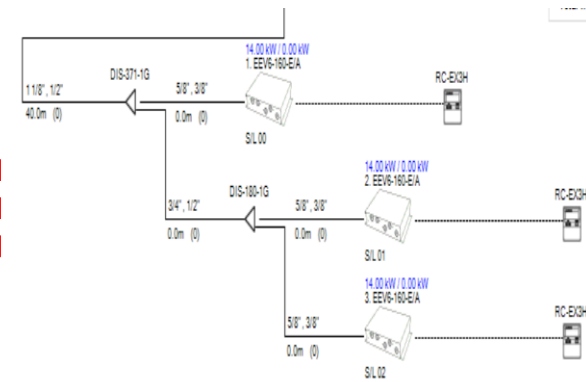 14.00 kW / 0.00 kW
1. EEV6-160-E/A
DIS-371-1G
RC-EX3H
1 1/8", 1/2"
5/8", 3/8"
40.0m (0)
0.0m (0)
S/L 00
14.00 kW / 0.00 kW
2. EEV6-160-E/A
DIS-180-1G
RC-EX3H
3/4", 1/2"
5/8", 3/8"
0.0m (0)
0.0m (0)
S/L 01
14.00 kW / 0.00 kW
3. EEV6-160-E/A
RC-EX3H
5/8", 3/8"
0.0m (0)
S/L 02